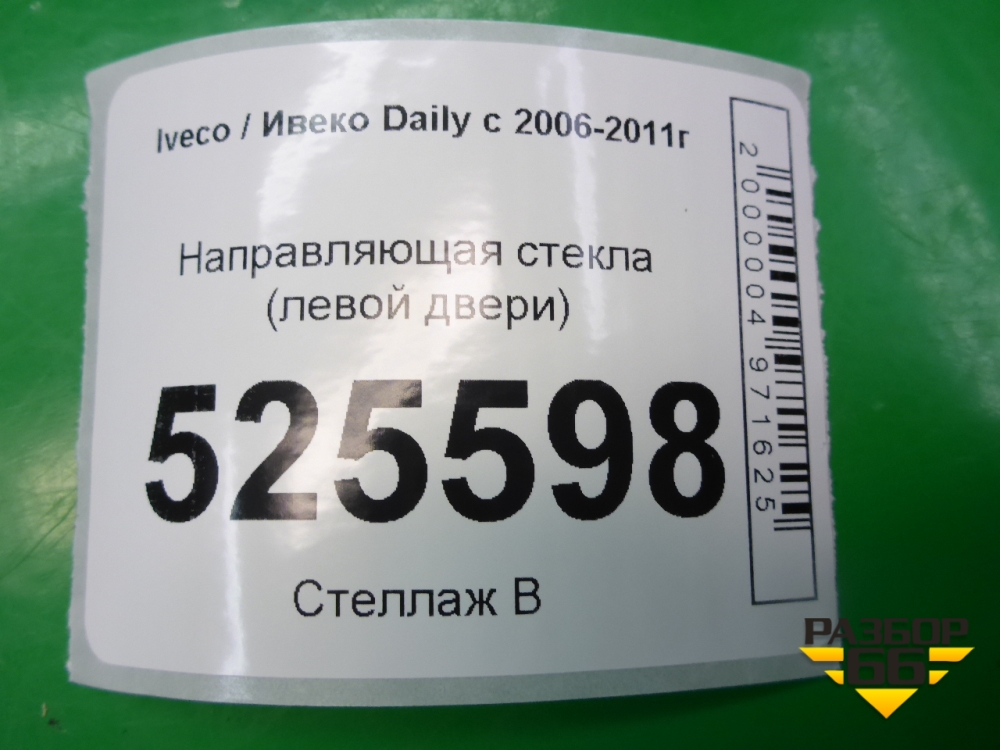 Iveco / Ивеко Daily с 2006-2011г
Направляющая стекла
(левой двери)
525598
Стеллаж В
2000004971625
РАЗБОР
66